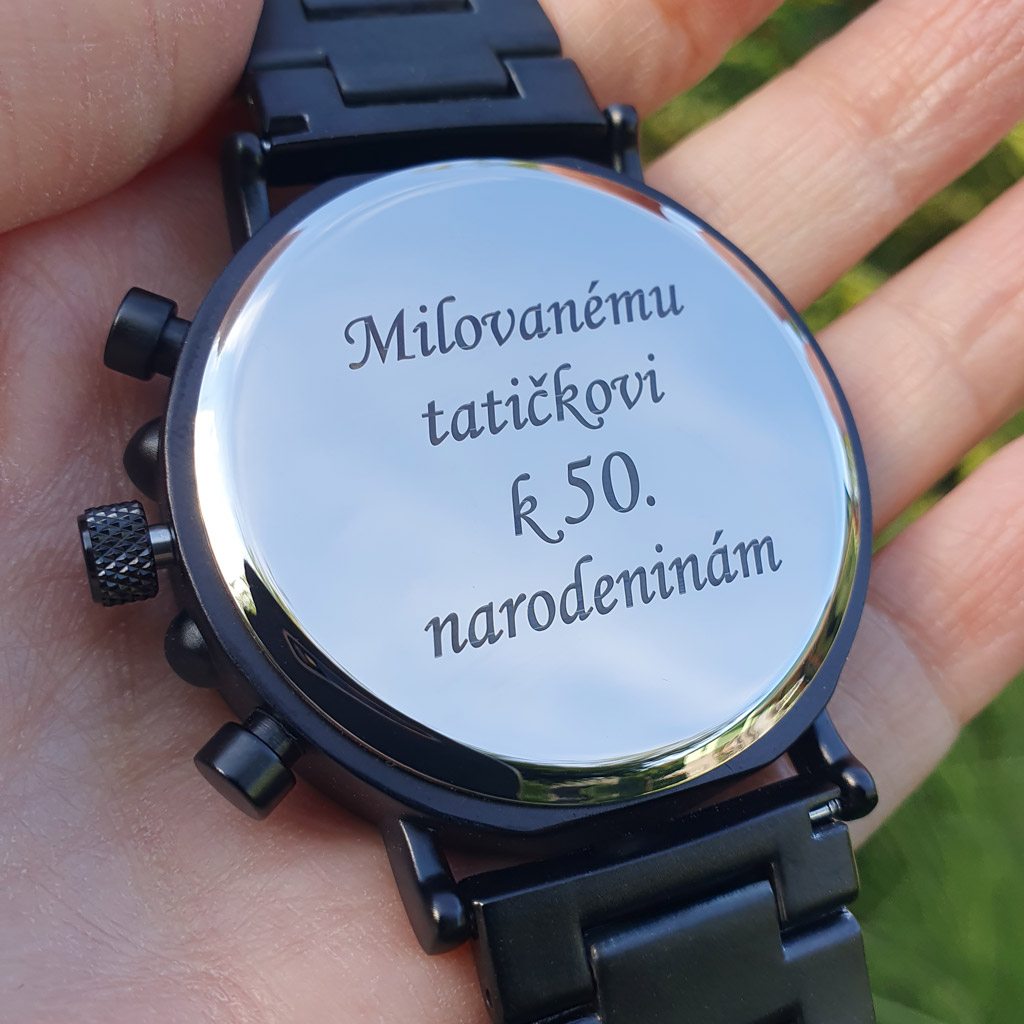 Milovanému
tatičkovi
k 50.
narodeninám